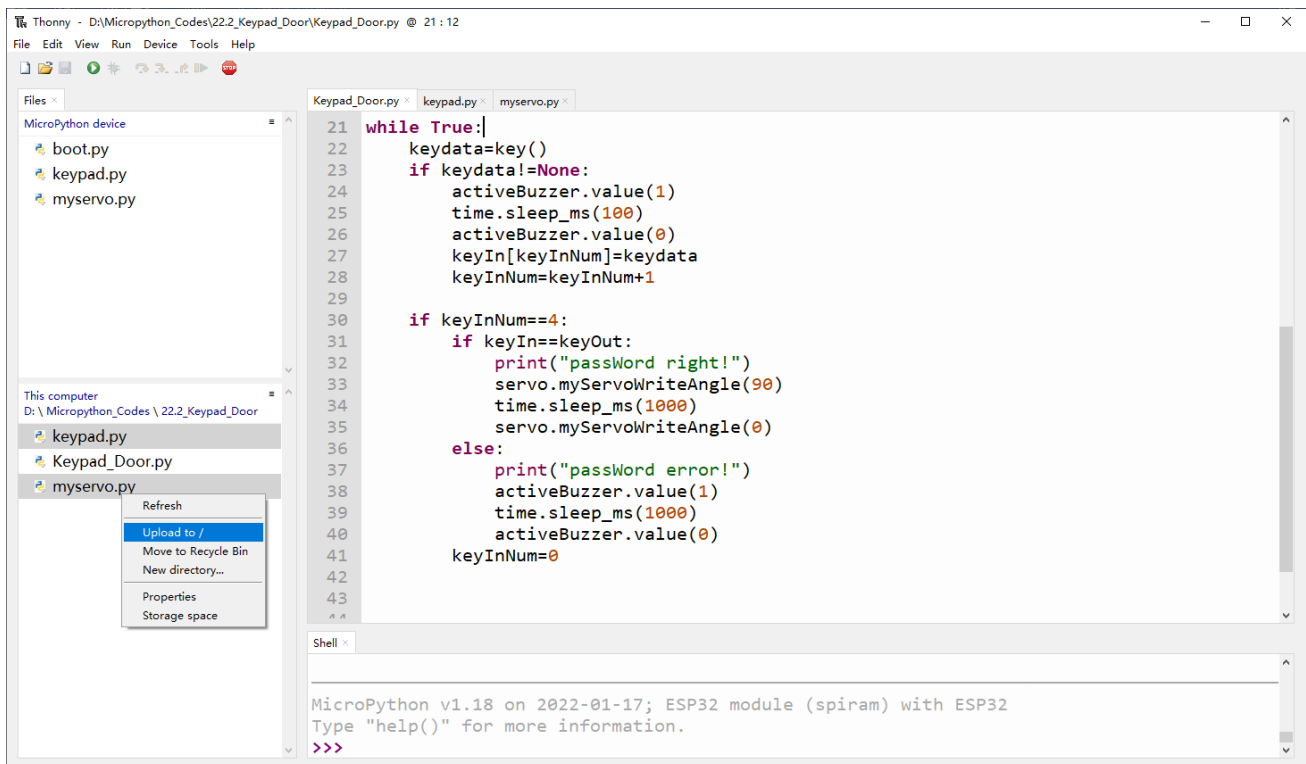 Thonny - D:\Micropython_Codes\22.2_Keypad_Door\Keypad_Door.py @ 21 : 12
File Edit View Run Device Tools Help
STOP
Files
MicroPython device
boot.py
keypad.py
myservo.py
This computer
D: \ Micropython_Codes \ 22.2_Keypad_Door
keypad.py
Keypad_Door.py
myservo.py
Refresh
Upload to /
Move to Recycle Bin
New directory...
Properties
Storage space
Keypad_Door.py keypad.py myservo.py
21 while True:
22     keydata=key()
23     if keydata!=None:
24         activeBuzzer.value(1)
25         time.sleep_ms(100)
26         activeBuzzer.value(0)
27         keyIn[keyInNum]=keydata
28         keyInNum=keyInNum+1
29
30     if keyInNum==4:
31         if keyIn==keyOut:
32             print("passWord right!")
33             servo.myServoWriteAngle(90)
34             time.sleep_ms(1000)
35             servo.myServoWriteAngle(0)
36         else:
37             print("passWord error!")
38             activeBuzzer.value(1)
39             time.sleep_ms(1000)
40             activeBuzzer.value(0)
41         keyInNum=0
42
43
44
Shell
MicroPython v1.18 on 2022-01-17; ESP32 module (spiram) with ESP32
Type "help()" for more information.
>>>